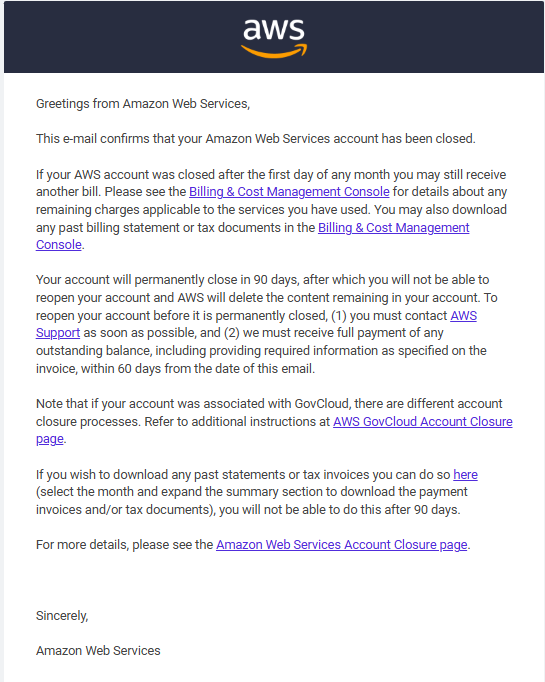 aws
Greetings from Amazon Web Services,
This e-mail confirms that your Amazon Web Services account has been closed.
If your AWS account was closed after the first day of any month you may still receive
another bill. Please see the Billing & Cost Management Console for details about any
remaining charges applicable to the services you have used. You may also download
any past billing statement or tax documents in the Billing & Cost Management
Console.
Your account will permanently close in 90 days, after which you will not be able to
reopen your account and AWS will delete the content remaining in your account. To
reopen your account before it is permanently closed, (1) you must contact AWS
Support as soon as possible, and (2) we must receive full payment of any
outstanding balance, including providing required information as specified on the
invoice, within 60 days from the date of this email.
Note that if your account was associated with GovCloud, there are different account
closure processes. Refer to additional instructions at AWS GovCloud Account Closure
page.
If you wish to download any past statements or tax invoices you can do so here
(select the month and expand the summary section to download the payment
invoices and/or tax documents), you will not be able to do this after 90 days.
For more details, please see the Amazon Web Services Account Closure page.
Sincerely,
Amazon Web Services